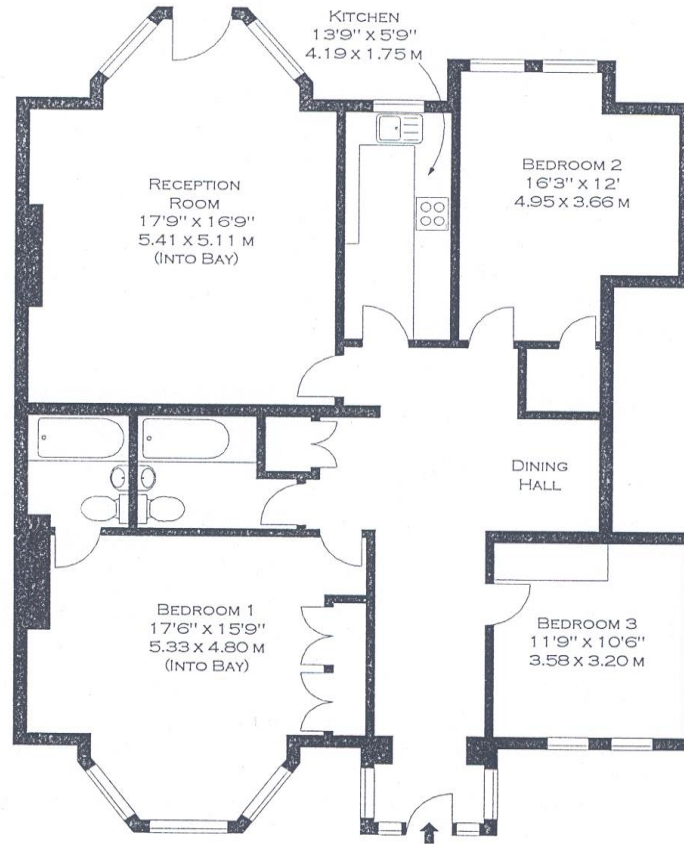 KITCHEN
13'9" x 5'9"
4.19 x 1.75 M
BEDROOM 2
16'3" x 12'
4.95 x 3.66 M
RECEPTION
ROOM
17'9" x 16'9"
5.41 x 5.11 M
(INTO BAY)
DINING
HALL
BEDROOM 1
17'6" x 15'9"
5.33 x 4.80 M
(INTO BAY)
BEDROOM 3
11'9" x 10'6"
3.58 x 3.20 M